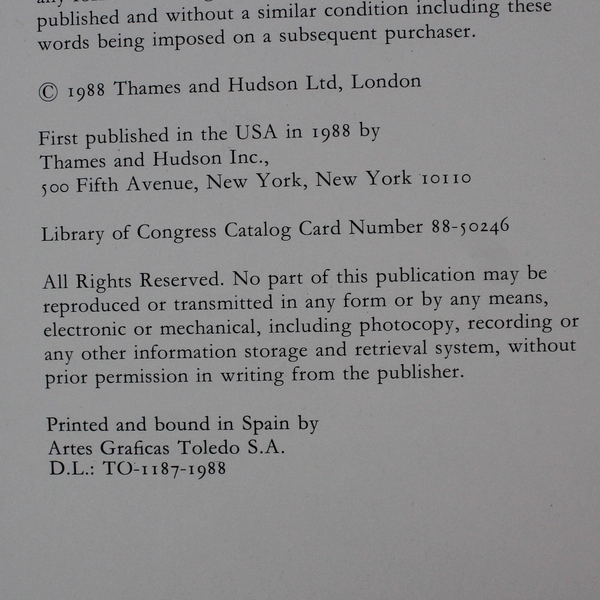 published and without a similar condition including these
words being imposed on a subsequent purchaser.
© 1988 Thames and Hudson Ltd, London
First published in the USA in 1988 by
Thames and Hudson Inc.,
500 Fifth Avenue, New York, New York 10110
Library of Congress Catalog Card Number 88-50246
All Rights Reserved. No part of this publication may be
reproduced or transmitted in any form or by any means,
electronic or mechanical, including photocopy, recording or
any other information storage and retrieval system, without
prior permission in writing from the publisher.
Printed and bound in Spain by
Artes Graficas Toledo S.A.
D.L.: TO-1187-1988